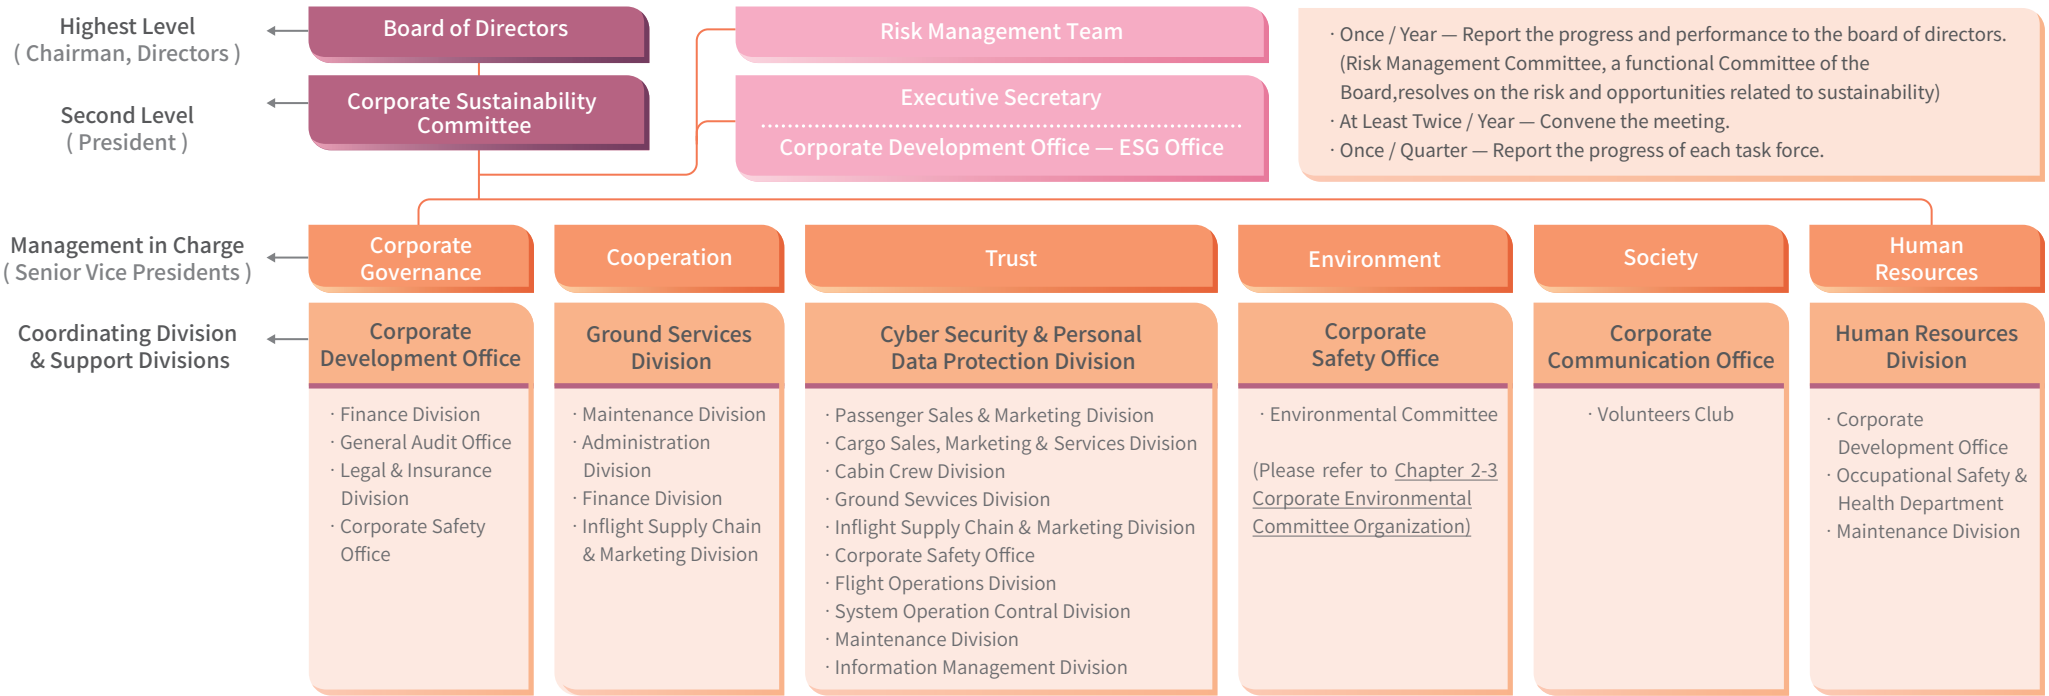 Highest Level
( Chairman, Directors )
Second Level
( President )
Board of Directors
Corporate Sustainability
Committee
Risk Management Team
Executive Secretary
Corporate Development Office — ESG Office
· Once / Year — Report the progress and performance to the board of directors.
(Risk Management Committee, a functional Committee of the
Board,resolves on the risk and opportunities related to sustainability)
· At Least Twice / Year — Convene the meeting.
· Once / Quarter — Report the progress of each task force.
Management in Charge
( Senior Vice Presidents )
Corporate
Governance
Cooperation
Trust
Environment
Society
Human
Resources
Coordinating Division
& Support Divisions
Corporate
Development Office
· Finance Division
· General Audit Office
· Legal & Insurance
Division
· Corporate Safety
Office
Ground Services
Division
· Maintenance Division
· Administration
Division
· Finance Division
· Inflight Supply Chain
& Marketing Division
Cyber Security & Personal
Data Protection Division
· Passenger Sales & Marketing Division
· Cargo Sales, Marketing & Services Division
· Cabin Crew Division
· Ground Sevvices Division
· Inflight Supply Chain & Marketing Division
· Corporate Safety Office
· Flight Operations Division
· System Operation Contral Division
· Maintenance Division
· Information Management Division
Corporate
Safety Office
· Environmental Committee
(Please refer to Chapter 2-3
Corporate Environmental
Committee Organization)
Corporate
Communication Office
· Volunteers Club
Human Resources
Division
· Corporate
Development Office
· Occupational Safety &
Health Department
· Maintenance Division